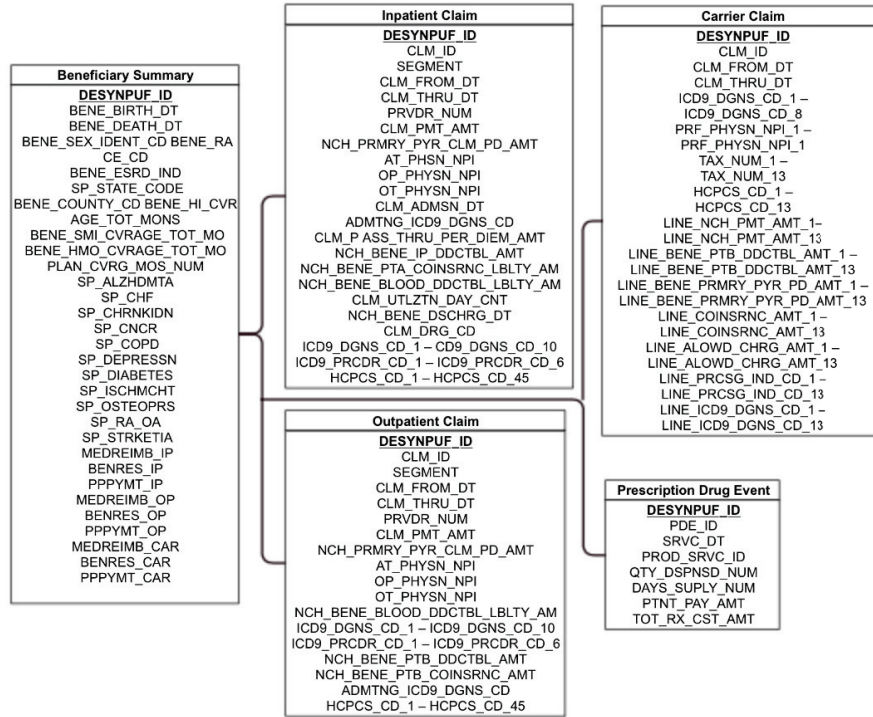 Beneficiary Summary
DESYNPUF_ID
BENE_BIRTH_DT
BENE_DEATH_DT
BENE_SEX_IDENT_CD BENE_RA
CE_CD
BENE_ESRD_IND
SP_STATE_CODE
BENE_COUNTY_CD BENE_HI_CVR
AGE_TOT_MONS
BENE_SMI_CVRAGE_TOT_MO
BENE_HMO_CVRAGE_TOT_MO
PLAN_CVRG_MOS_NUM
SP_ALZHDMTA
SP_CHF
SP_CHRNKIDN
SP_CNCR
SP_COPD
SP_DEPRESSN
SP_DIABETES
SP_ISCHMCHT
SP_OSTEOPRS
SP_RA_OA
SP_STRKETIA
MEDREIMB_IP
BENRES_IP
PPPYMT_IP
MEDREIMB_OP
BENRES_OP
PPPYMT_OP
MEDREIMB_CAR
BENRES_CAR
PPPYMT_CAR
Inpatient Claim
DESYNPUF_ID
CLM_ID
SEGMENT
CLM_FROM_DT
CLM_THRU_DT
PRVDR_NUM
CLM_PMT_AMT
NCH_PRMRY_PYR_CLM_PD_AMT
AT_PHSN_NPI
OP_PHYSN_NPI
OT_PHYSN_NPI
CLM_ADMSN_DT
ADMTNG_ICD9_DGNS_CD
CLM_P ASS_THRU_PER_DIEM_AMT
NCH_BENE_IP_DDCTBL_AMT
NCH_BENE_PTA_COINSRNC_LBLTY_AM
NCH_BENE_BLOOD_DDCTBL_LBLTY_AM
CLM_UTLZTN_DAY_CNT
NCH_BENE_DSCHRG_DT
CLM_DRG_CD
ICD9_DGNS_CD_1 – CD9_DGNS_CD_10
ICD9_PRCDR_CD_1 – ICD9_PRCDR_CD_6
HCPCS_CD_1 – HCPCS_CD_45
Outpatient Claim
DESYNPUF_ID
CLM_ID
SEGMENT
CLM_FROM_DT
CLM_THRU_DT
PRVDR_NUM
CLM_PMT_AMT
NCH_PRMRY_PYR_CLM_PD_AMT
AT_PHYSN_NPI
OP_PHYSN_NPI
OT_PHYSN_NPI
NCH_BENE_BLOOD_DDCTBL_LBLTY_AM
ICD9_DGNS_CD_1 – ICD9_DGNS_CD_10
ICD9_PRCDR_CD_1 – ICD9_PRCDR_CD_6
NCH_BENE_PTB_DDCTBL_AMT
NCH_BENE_PTB_COINSRNC_AMT
ADMTNG_ICD9_DGNS_CD
HCPCS_CD_1 – HCPCS_CD_45
Carrier Claim
DESYNPUF_ID
CLM_ID
CLM_FROM_DT
CLM_THRU_DT
ICD9_DGNS_CD_1 –
ICD9_DGNS_CD_8
PRF_PHYSN_NPI_1 –
PRF_PHYSN_NPI_1
TAX_NUM_1 –
TAX_NUM_13
HCPCS_CD_1 –
HCPCS_CD_13
LINE_NCH_PMT_AMT_1–
LINE_NCH_PMT_AMT_13
LINE_BENE_PTB_DDCTBL_AMT_1 –
LINE_BENE_PTB_DDCTBL_AMT_13
LINE_BENE_PRMRY_PYR_PD_AMT_1 –
LINE_BENE_PRMRY_PYR_PD_AMT_13
LINE_COINSRNC_AMT_1 –
LINE_COINSRNC_AMT_13
LINE_ALOWD_CHRG_AMT_1 –
LINE_ALOWD_CHRG_AMT_13
LINE_PRCSG_IND_CD_1 –
LINE_PRCSG_IND_CD_13
LINE_ICD9_DGNS_CD_1 –
LINE_ICD9_DGNS_CD_13
Prescription Drug Event
DESYNPUF_ID
PDE_ID
SRVC_DT
PROD_SRVC_ID
QTY_DSPNSD_NUM
DAYS_SUPLY_NUM
PTNT_PAY_AMT
TOT_RX_CST_AMT